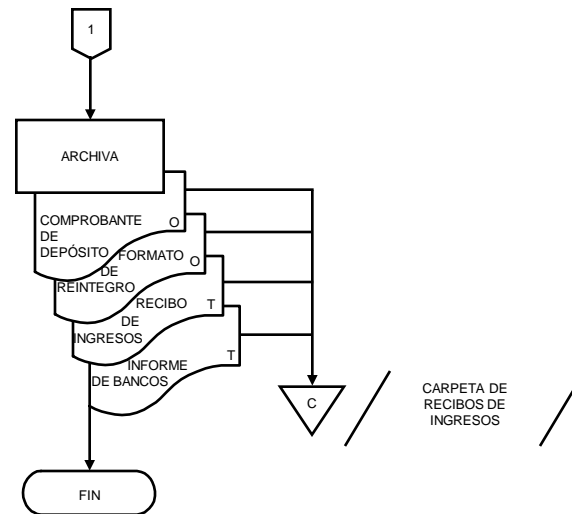 1
ARCHIVA
COMPROBANTE
DE
DEPÓSITO
O
FORMATO
DE
REINTEGRO
O
RECIBO
DE
INGRESOS
T
INFORME
DE BANCOS
T
C
CARPETA DE
RECIBOS DE
INGRESOS
FIN